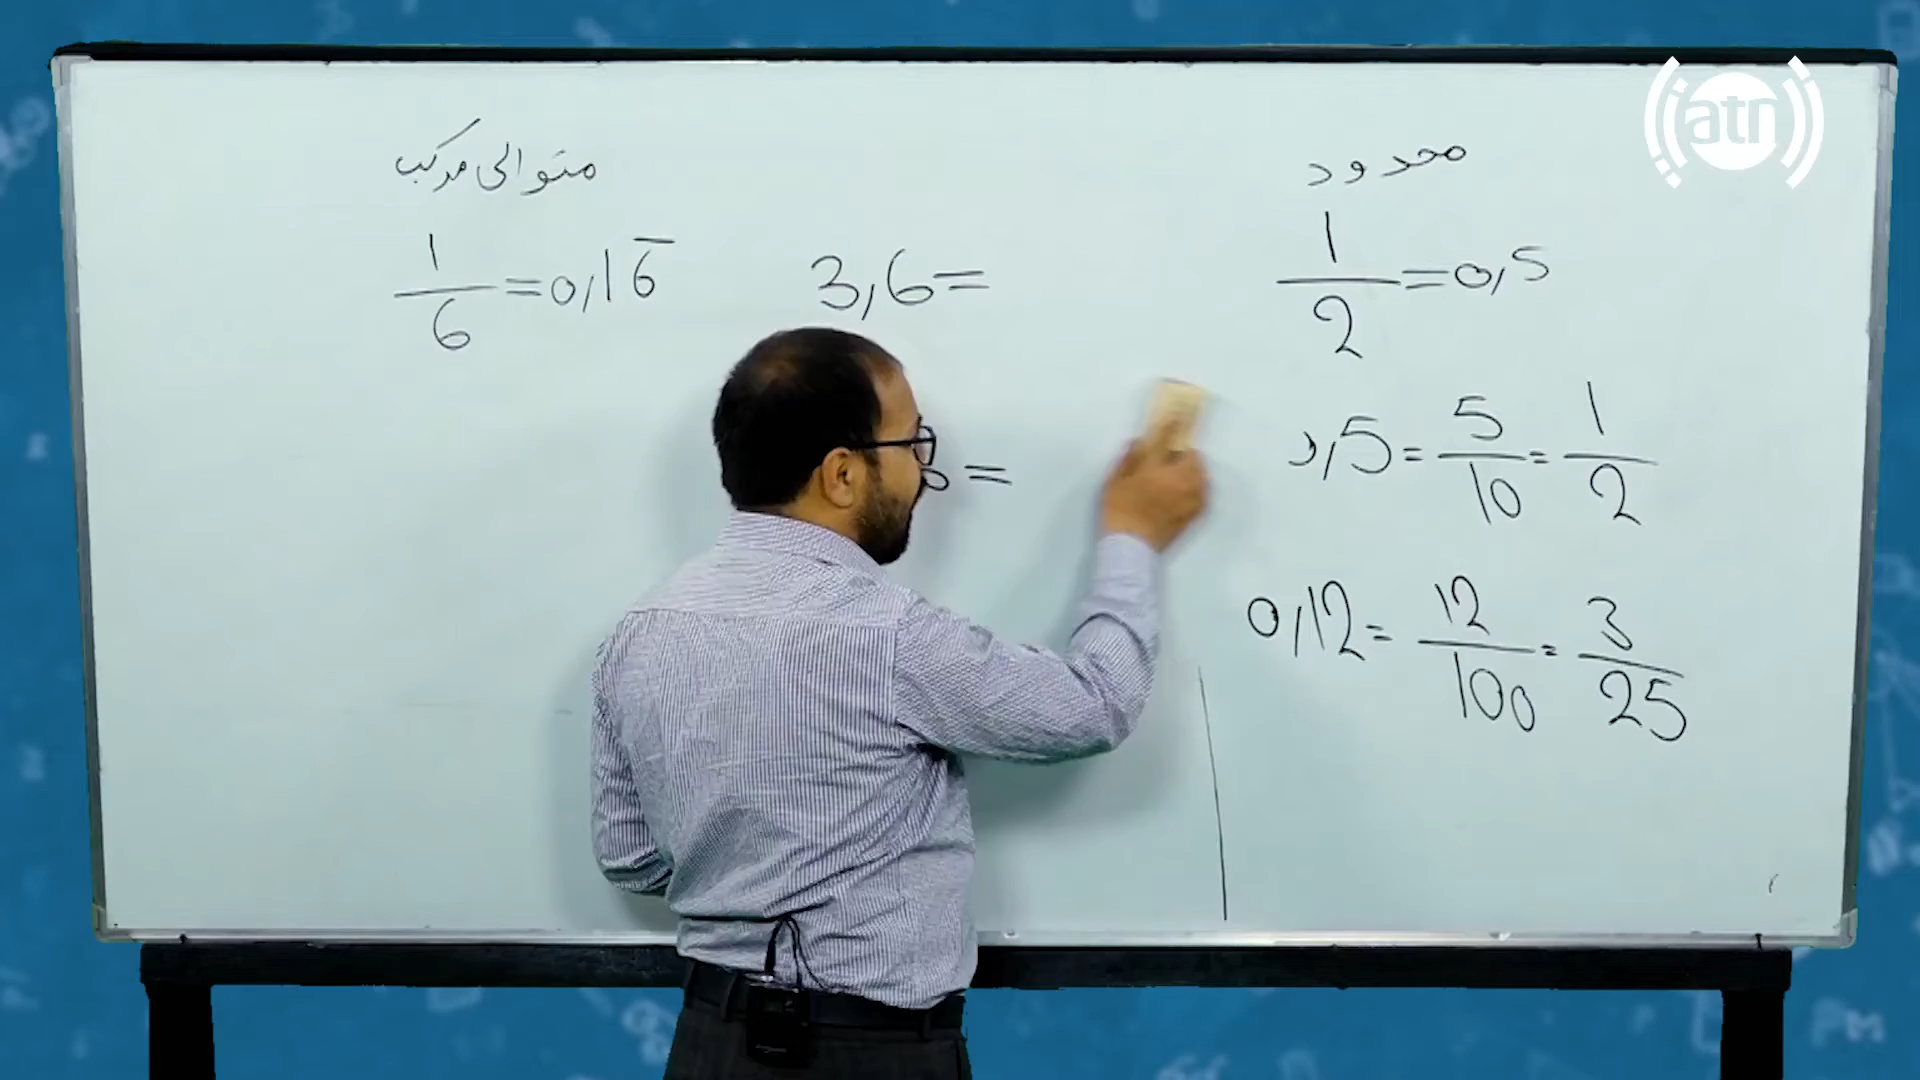 محدود
1/2 = 0,5
,5 = 5/10 = 1/2
0,12 = 12/100 = 3/25
3,6 =
=
متوالی مرکب
1/6 = 0,16̅
atn